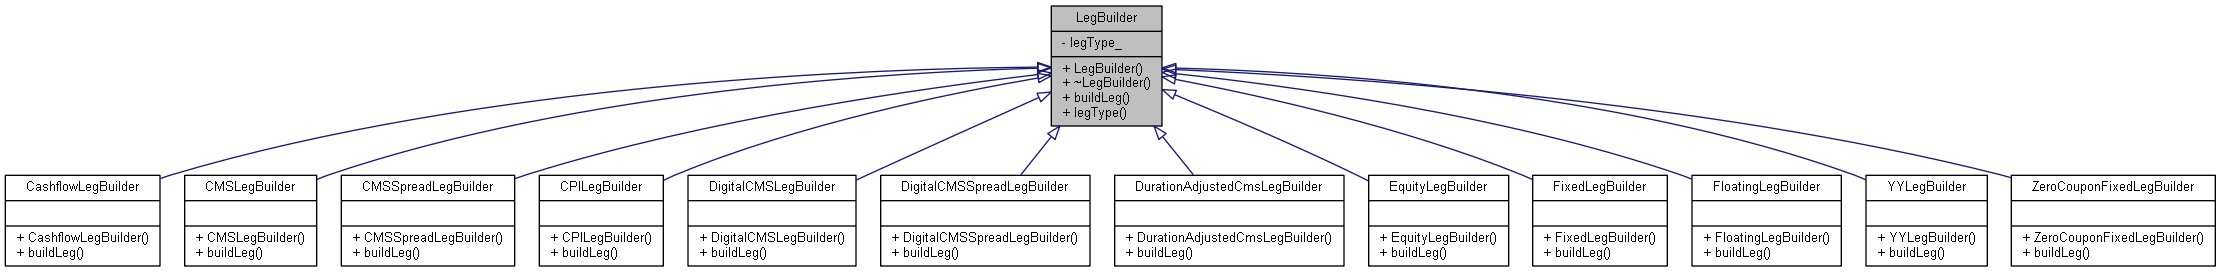 LegBuilder
- legType_
+ LegBuilder()
+ ~LegBuilder()
+ buildLeg()
+ legType()
CashflowLegBuilder
+ CashflowLegBuilder()
+ buildLeg()
CMSLegBuilder
+ CMSLegBuilder()
+ buildLeg()
CMSSpreadLegBuilder
+ CMSSpreadLegBuilder()
+ buildLeg()
CPILegBuilder
+ CPILegBuilder()
+ buildLeg()
DigitalCMSLegBuilder
+ DigitalCMSLegBuilder()
+ buildLeg()
DigitalCMSSpreadLegBuilder
+ DigitalCMSSpreadLegBuilder()
+ buildLeg()
DurationAdjustedCmsLegBuilder
+ DurationAdjustedCmsLegBuilder()
+ buildLeg()
EquityLegBuilder
+ EquityLegBuilder()
+ buildLeg()
FixedLegBuilder
+ FixedLegBuilder()
+ buildLeg()
FloatingLegBuilder
+ FloatingLegBuilder()
+ buildLeg()
YYLegBuilder
+ YYLegBuilder()
+ buildLeg()
ZeroCouponFixedLegBuilder
+ ZeroCouponFixedLegBuilder()
+ buildLeg()